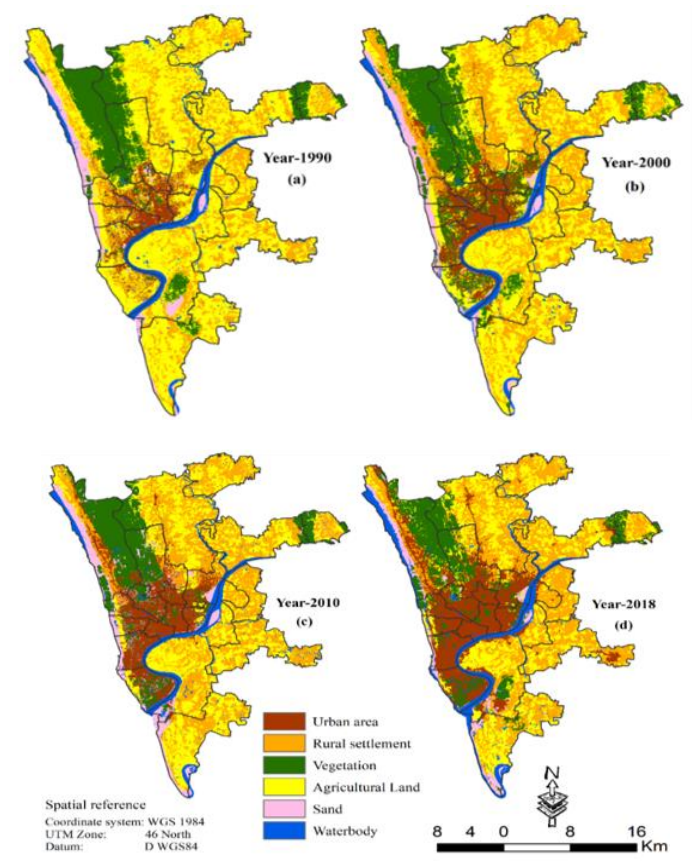 Year-1990
(a)
Year-2000
(b)
Year-2010
(c)
Year-2018
(d)
Urban area
Rural settlement
Vegetation
Agricultural Land
Sand
Waterbody
Spatial reference
Coordinate system: WGS 1984
UTM Zone: 46 North
Datum: D WGS84
N
8 4 0 8 16
Km